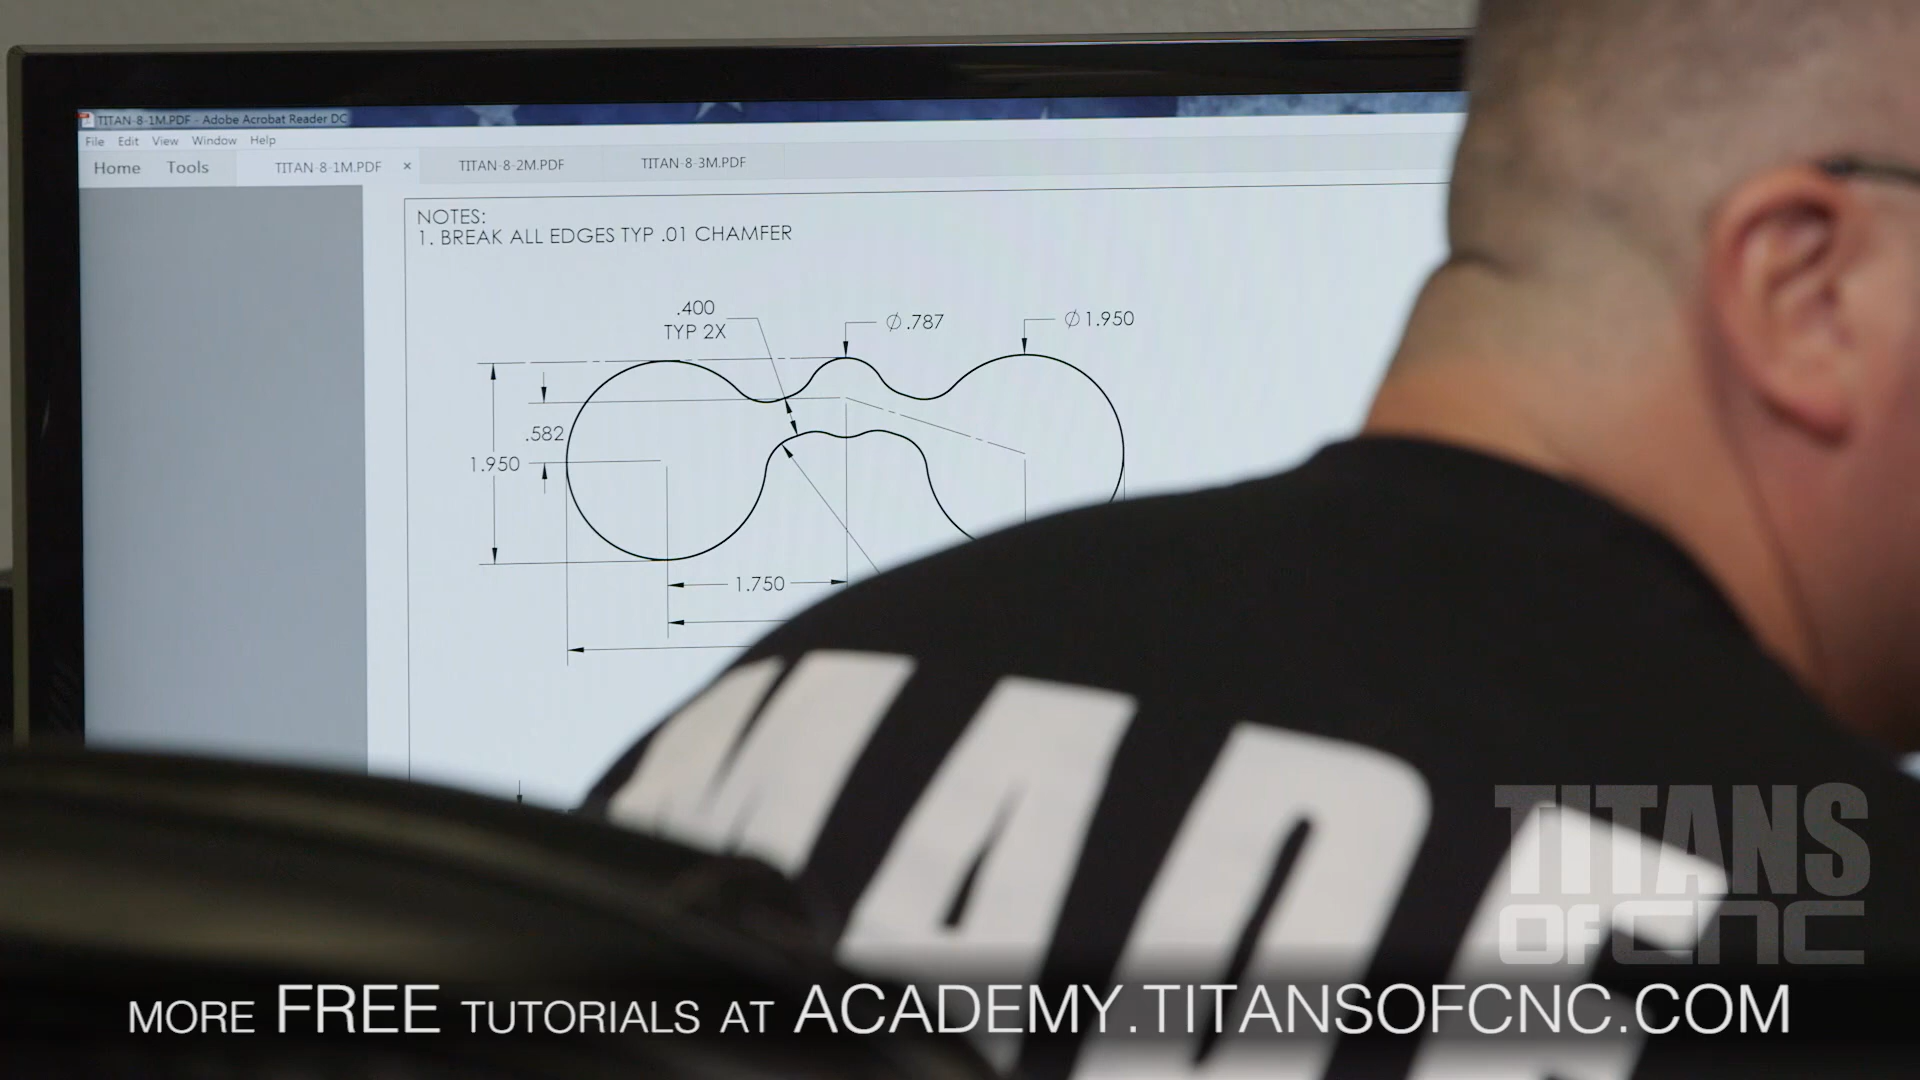 TITAN-8-1M.PDF - Adobe Acrobat Reader DC
File Edit View Window Help
Home Tools TITAN-8-1M.PDF × TITAN-8-2M.PDF TITAN-8-3M.PDF
NOTES:
1. BREAK ALL EDGES TYP .01 CHAMFER
.400
TYP 2X
∅.787
∅1.950
.582
1.950
1.750
MADE
TITANS
OF CNC
MORE FREE TUTORIALS AT ACADEMY.TITANSOFCNC.COM